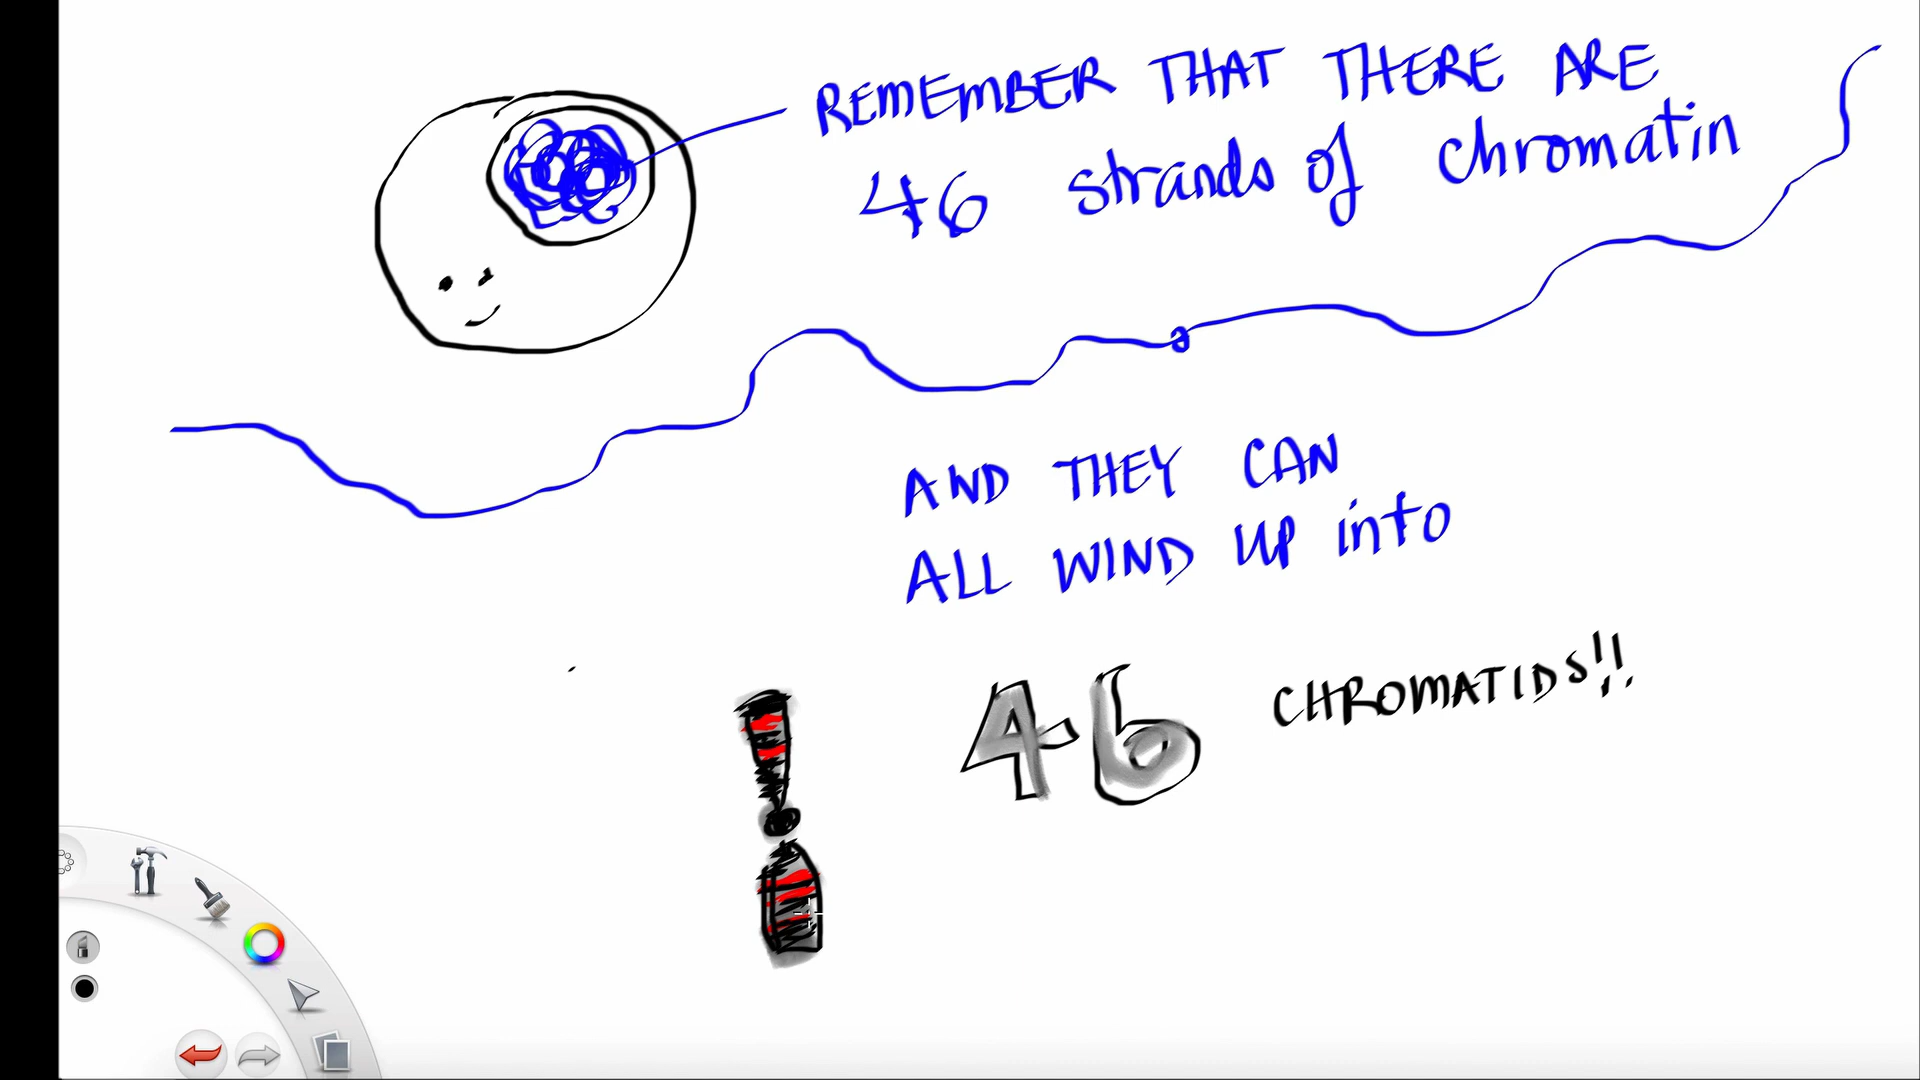 REMEMBER THAT THERE ARE
46 strands of chromatin
AND THEY CAN
ALL WIND UP into
46 CHROMATIDS!!